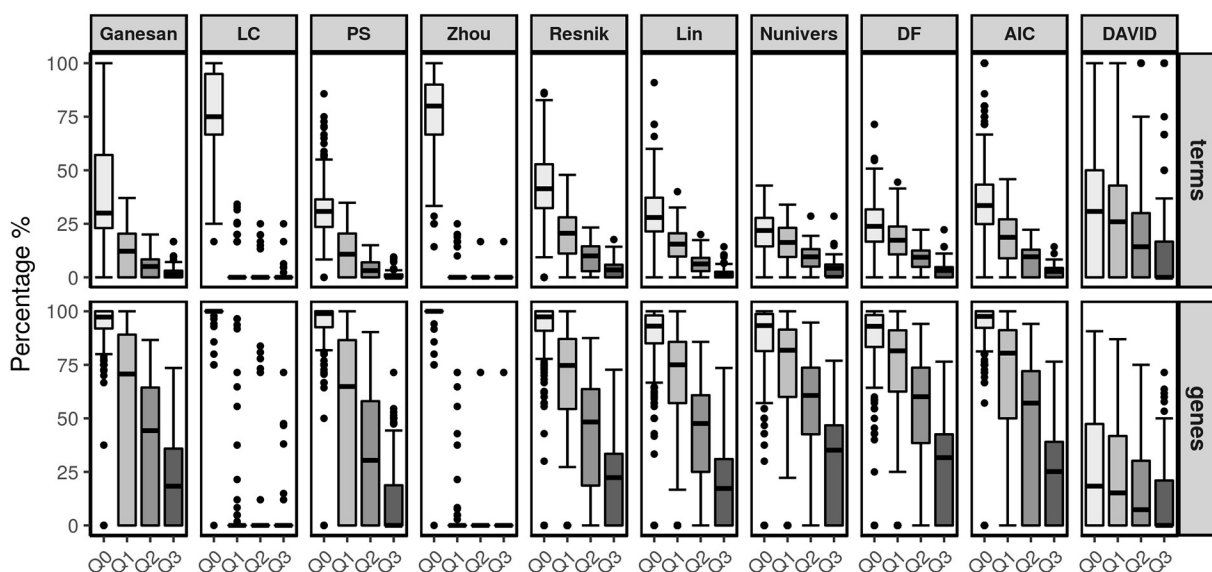 Ganesan LC PS Zhou Resnik Lin Nunivers DF AIC DAVID
100
75
50
25
0
terms
Percentage %
100
75
50
25
0
genes
Q0 Q1 Q2 Q3 Q0 Q1 Q2 Q3 Q0 Q1 Q2 Q3 Q0 Q1 Q2 Q3 Q0 Q1 Q2 Q3 Q0 Q1 Q2 Q3 Q0 Q1 Q2 Q3 Q0 Q1 Q2 Q3 Q0 Q1 Q2 Q3 Q0 Q1 Q2 Q3